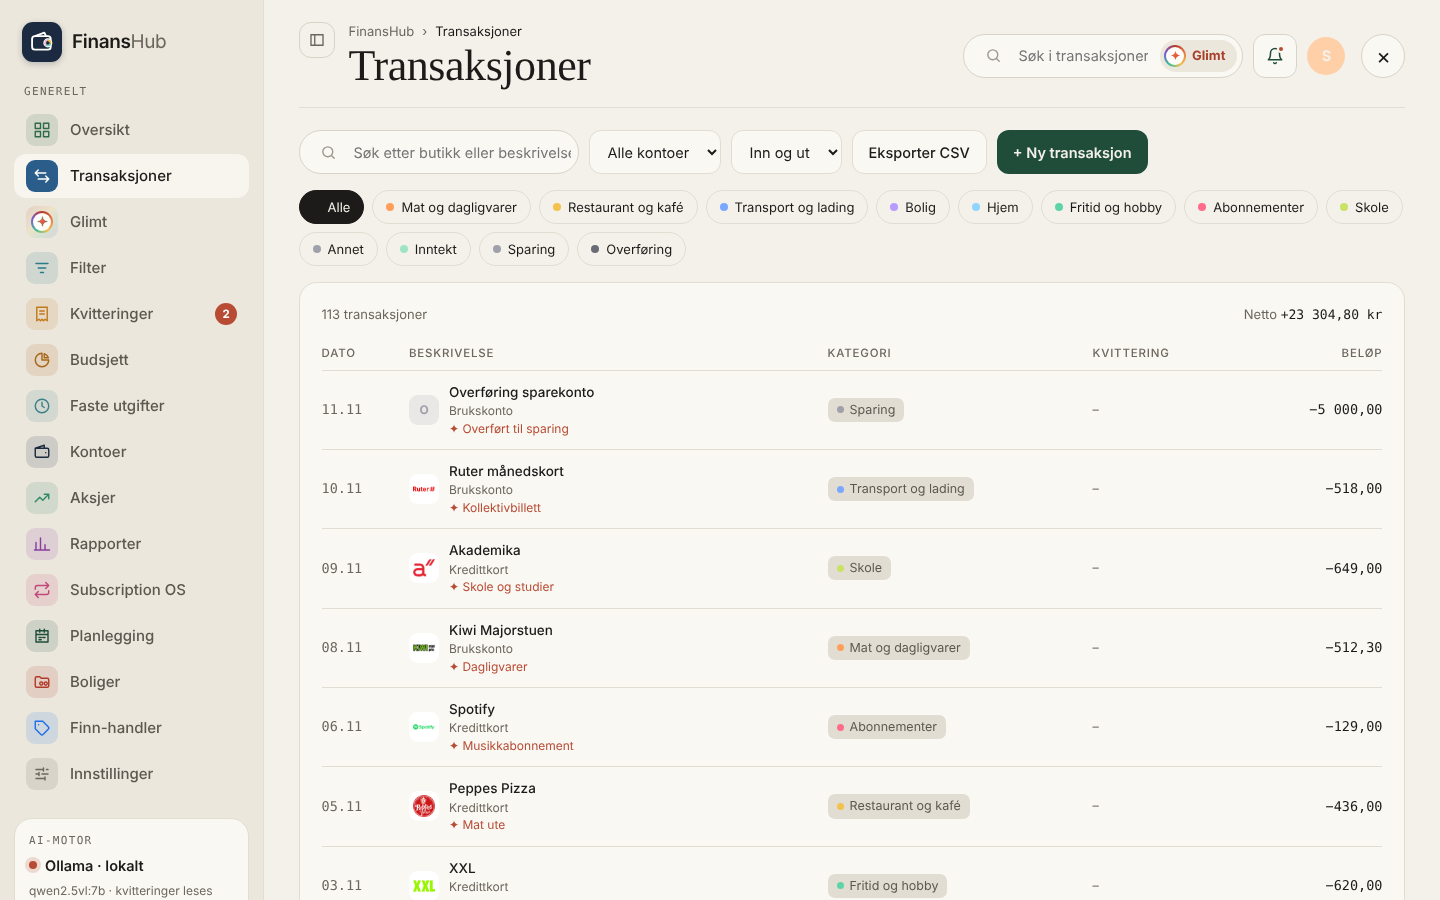 FinansHub
GENERELT
Oversikt
Transaksjoner
Glimt
Filter
Kvitteringer 2
Budsjett
Faste utgifter
Kontoer
Aksjer
Rapporter
Subscription OS
Planlegging
Boliger
Finn-handler
Innstillinger
AI-MOTOR
Ollama · lokalt
qwen2.5vl:7b · kvitteringer leses
FinansHub › Transaksjoner
Transaksjoner
Søk i transaksjoner Glimt
S
Søk etter butikk eller beskrivelse Alle kontoer Inn og ut Eksporter CSV + Ny transaksjon
Alle Mat og dagligvarer Restaurant og kafé Transport og lading Bolig Hjem Fritid og hobby Abonnementer Skole
Annet Inntekt Sparing Overføring
113 transaksjoner Netto +23 304,80 kr
DATO BESKRIVELSE KATEGORI KVITTERING BELØP
Overføring sparekonto
11.11 O Brukskonto Sparing – −5 000,00
✦ Overført til sparing
Ruter månedskort
10.11 Ruter Brukskonto Transport og lading – −518,00
✦ Kollektivbillett
Akademika
09.11 a Kredittkort Skole – −649,00
✦ Skole og studier
Kiwi Majorstuen
08.11 KIWI Brukskonto Mat og dagligvarer – −512,30
✦ Dagligvarer
Spotify
06.11 Spotify Kredittkort Abonnementer – −129,00
✦ Musikkabonnement
Peppes Pizza
05.11 Peppes Kredittkort Restaurant og kafé – −436,00
✦ Mat ute
XXL
03.11 XXL Kredittkort Fritid og hobby – −620,00